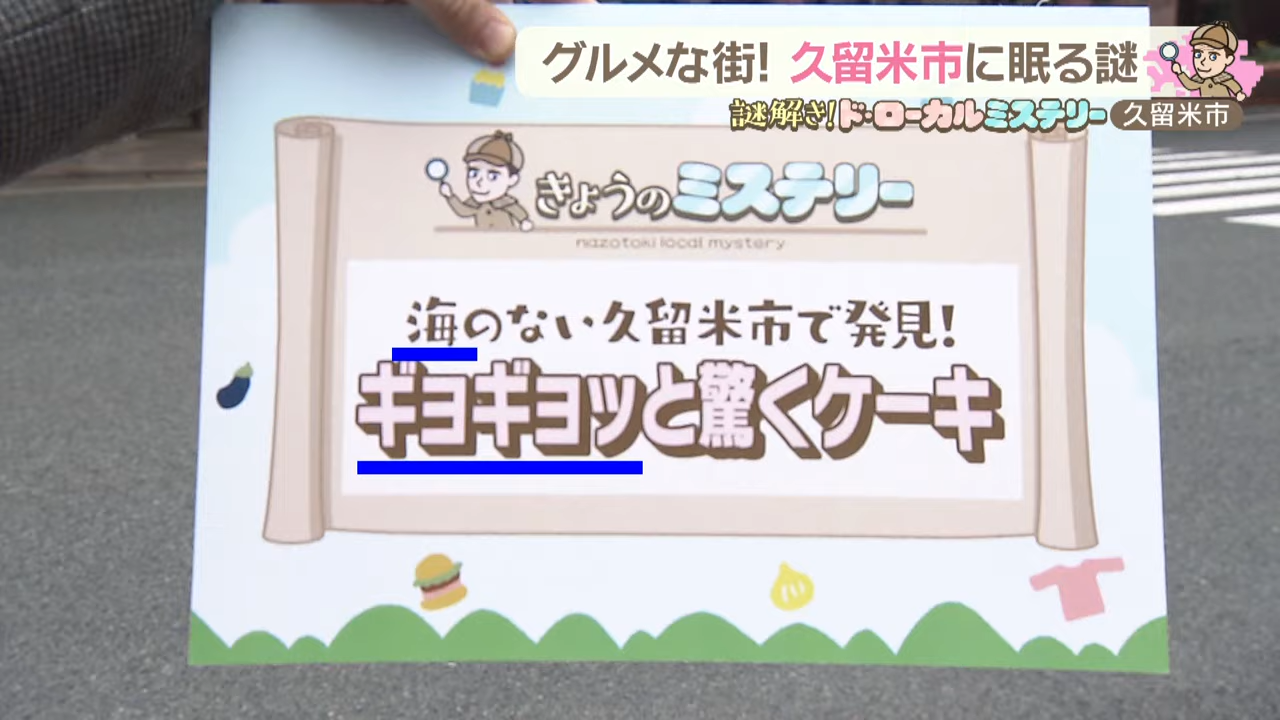 グルメな街! 久留米市に眠る謎
謎解き!ド・ローカルミステリー 久留米市
きょうのミステリー
nazotoki local mystery
海のない久留米市で発見!
ギョギョッと驚くケーキ